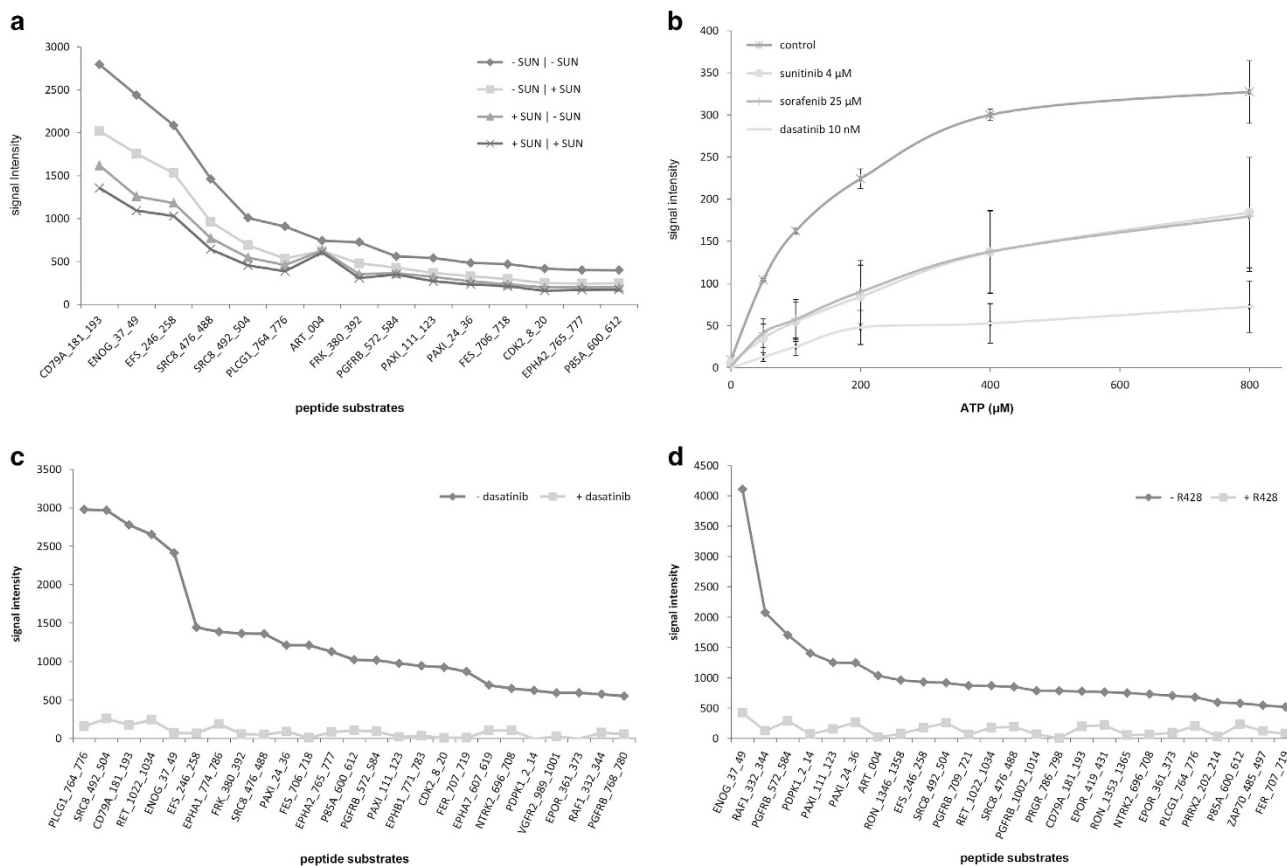 a
3000
2500
2000
1500
1000
500
0
signal Intensity
- SUN | - SUN
- SUN | + SUN
+ SUN | - SUN
+ SUN | + SUN
CD79A_181_193
ENOG_37_49
EFS_246_258
SRC8_476_488
SRC8_492_504
PLCG1_764_776
ART_004
FRK_380_392
PGFRB_572_584
PAXI_111_123
PAXI_24_36
FES_706_718
CDK2_8_20
EPHA2_765_777
P85A_600_612
peptide substrates
b
400
350
300
250
200
150
100
50
0
signal intensity
control
sunitinib 4 µM
sorafenib 25 µM
dasatinib 10 nM
0
200
400
600
800
ATP (µM)
c
3500
3000
2500
2000
1500
1000
500
0
signal intensity
- dasatinib
+ dasatinib
PLCG1_764_776
SRC8_492_504
CD79A_181_193
RET_1022_1034
ENOG_37_49
EFS_246_258
EPHA1_774_786
FRK_380_392
SRC8_476_488
PAXI_24_36
FES_706_718
EPHA2_765_777
P85A_600_612
PGFRB_572_584
PAXI_111_123
EPHB1_771_783
CDK2_8_20
FER_707_719
EPHA7_607_619
NTRK2_696_708
PDPK1_2_14
VGFR2_989_1001
EPOR_361_373
RAF1_332_344
PGFRB_768_780
peptide substrates
d
4500
4000
3500
3000
2500
2000
1500
1000
500
0
signal intensity
- R428
+ R428
ENOG_37_49
RAF1_332_344
PGFRB_572_584
PDPK1_2_14
PAXI_111_123
PAXI_24_36
ART_004
RON_1346_1358
EFS_246_258
SRC8_492_504
PGFRB_709_721
RET_1022_1034
SRC8_476_488
PGFRB_1002_1014
PRGR_786_798
CD79A_181_193
EPOR_419_431
RON_1353_1365
NTRK2_696_708
EPOR_361_373
PLCG1_764_776
PRRX2_202_214
P85A_600_612
ZAP70_485_497
FER_707_719
peptide substrates